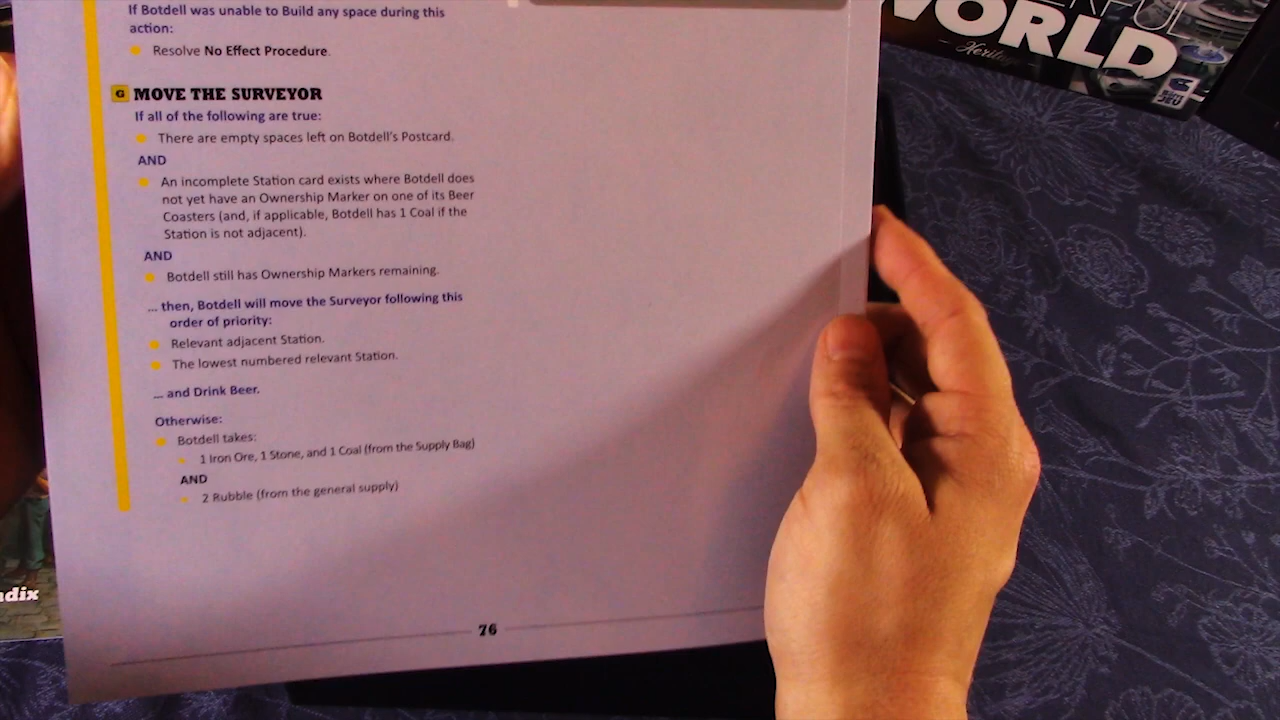 If Botdell was unable to Build any space during this
action:
Resolve No Effect Procedure.
G MOVE THE SURVEYOR
If all of the following are true:
There are empty spaces left on Botdell's Postcard.
AND
An incomplete Station card exists where Botdell does
not yet have an Ownership Marker on one of its Beer
Coasters (and, if applicable, Botdell has 1 Coal if the
Station is not adjacent).
AND
Botdell still has Ownership Markers remaining.
... then, Botdell will move the Surveyor following this
order of priority:
Relevant adjacent Station.
The lowest numbered relevant Station.
... and Drink Beer.
Otherwise:
Botdell takes:
1 Iron Ore, 1 Stone, and 1 Coal (from the Supply Bag)
AND
2 Rubble (from the general supply)
76
ndix
WORLD